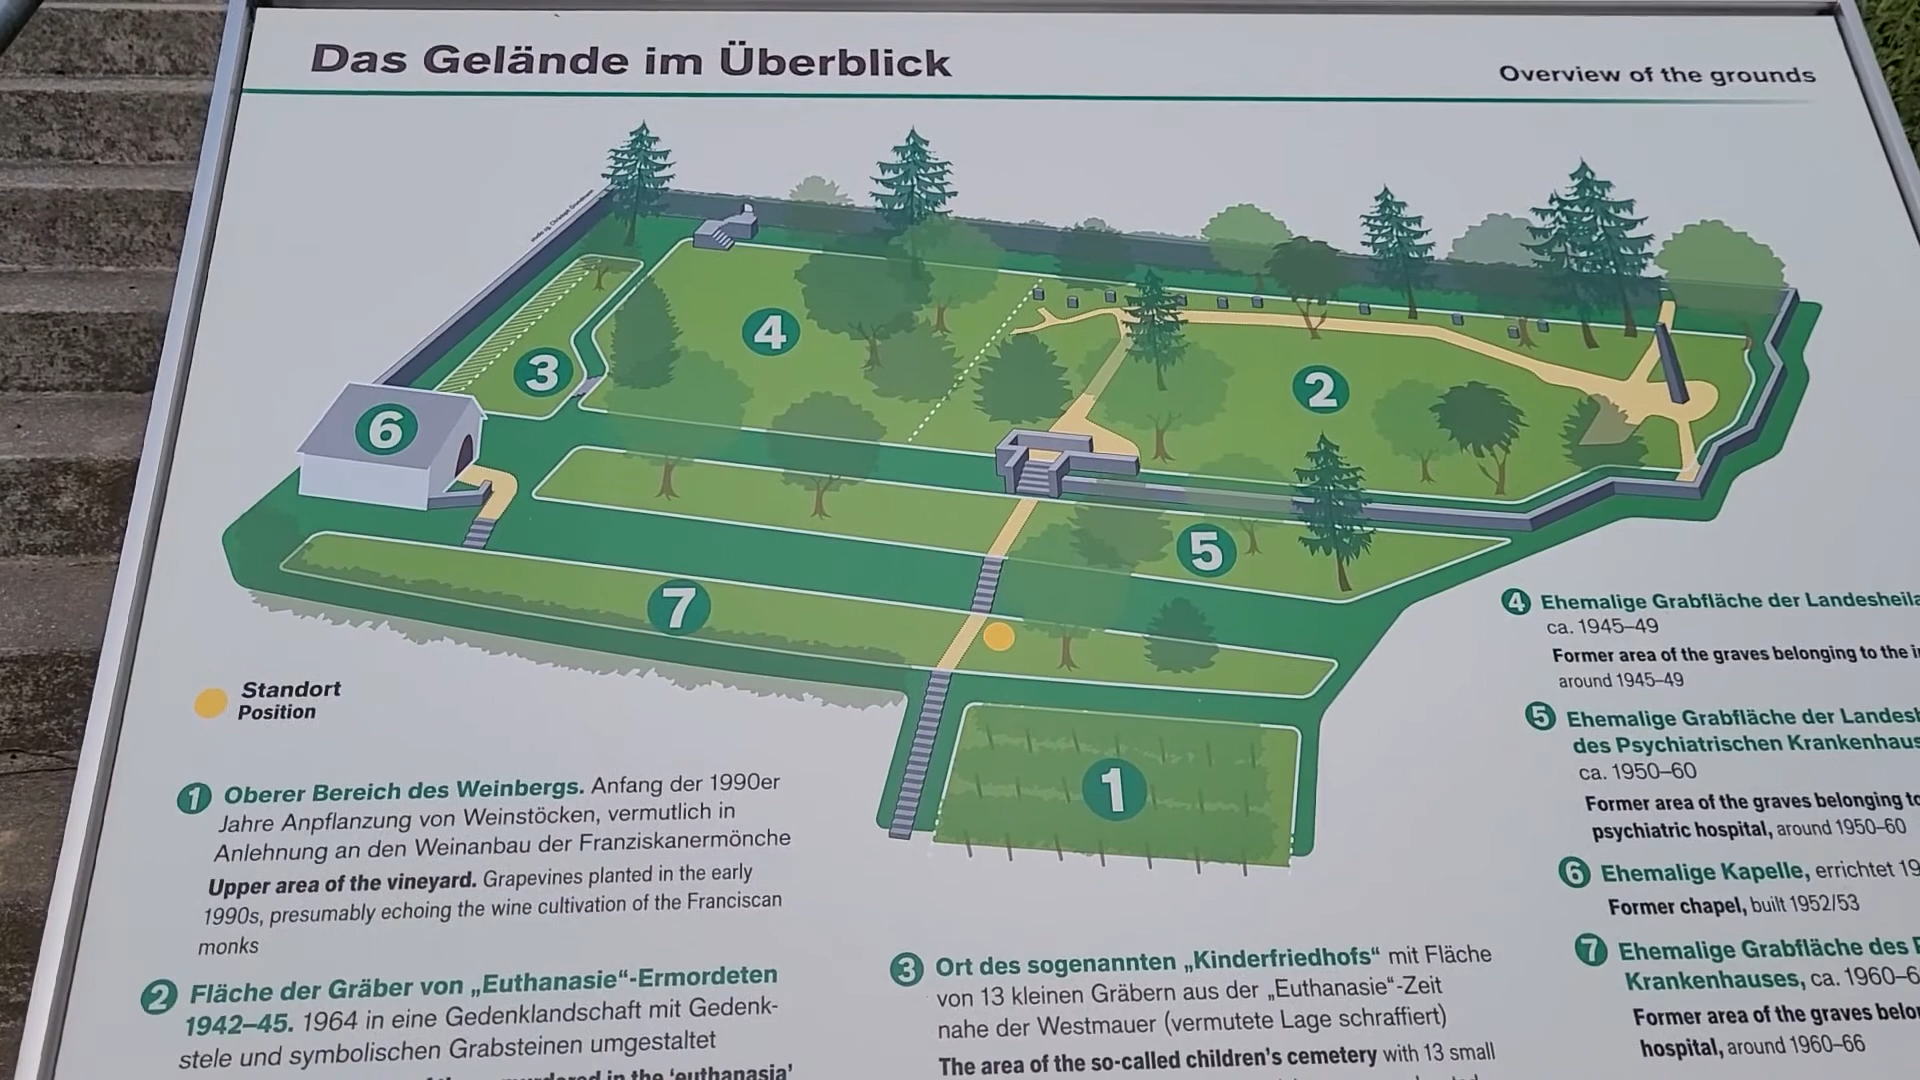 Das Gelände im Überblick
Overview of the grounds
4
3
2
6
5
7
1
Standort
Position
1 Oberer Bereich des Weinbergs. Anfang der 1990er
Jahre Anpflanzung von Weinstöcken, vermutlich in
Anlehnung an den Weinanbau der Franziskanermönche
Upper area of the vineyard. Grapevines planted in the early
1990s, presumably echoing the wine cultivation of the Franciscan
monks
2 Fläche der Gräber von „Euthanasie“-Ermordeten
1942–45. 1964 in eine Gedenklandschaft mit Gedenk-
stele und symbolischen Grabsteinen umgestaltet
in the ‘euthanasia’
3 Ort des sogenannten „Kinderfriedhofs“ mit Fläche
von 13 kleinen Gräbern aus der „Euthanasie“-Zeit
nahe der Westmauer (vermutete Lage schraffiert)
The area of the so-called children’s cemetery with 13 small
4 Ehemalige Grabfläche der
ca. 1945–49
Former area of the graves belonging to the
around 1945–49
5 Ehemalige Grabfläche der
des Psychiatrischen
ca. 1950–60
Former area of the graves belonging
psychiatric hospital, around 1950–60
6 Ehemalige Kapelle, errichtet
Former chapel, built 1952/53
7 Ehemalige Grabfläche des
Krankenhauses, ca.
Former area of the graves
hospital, around 1960–66